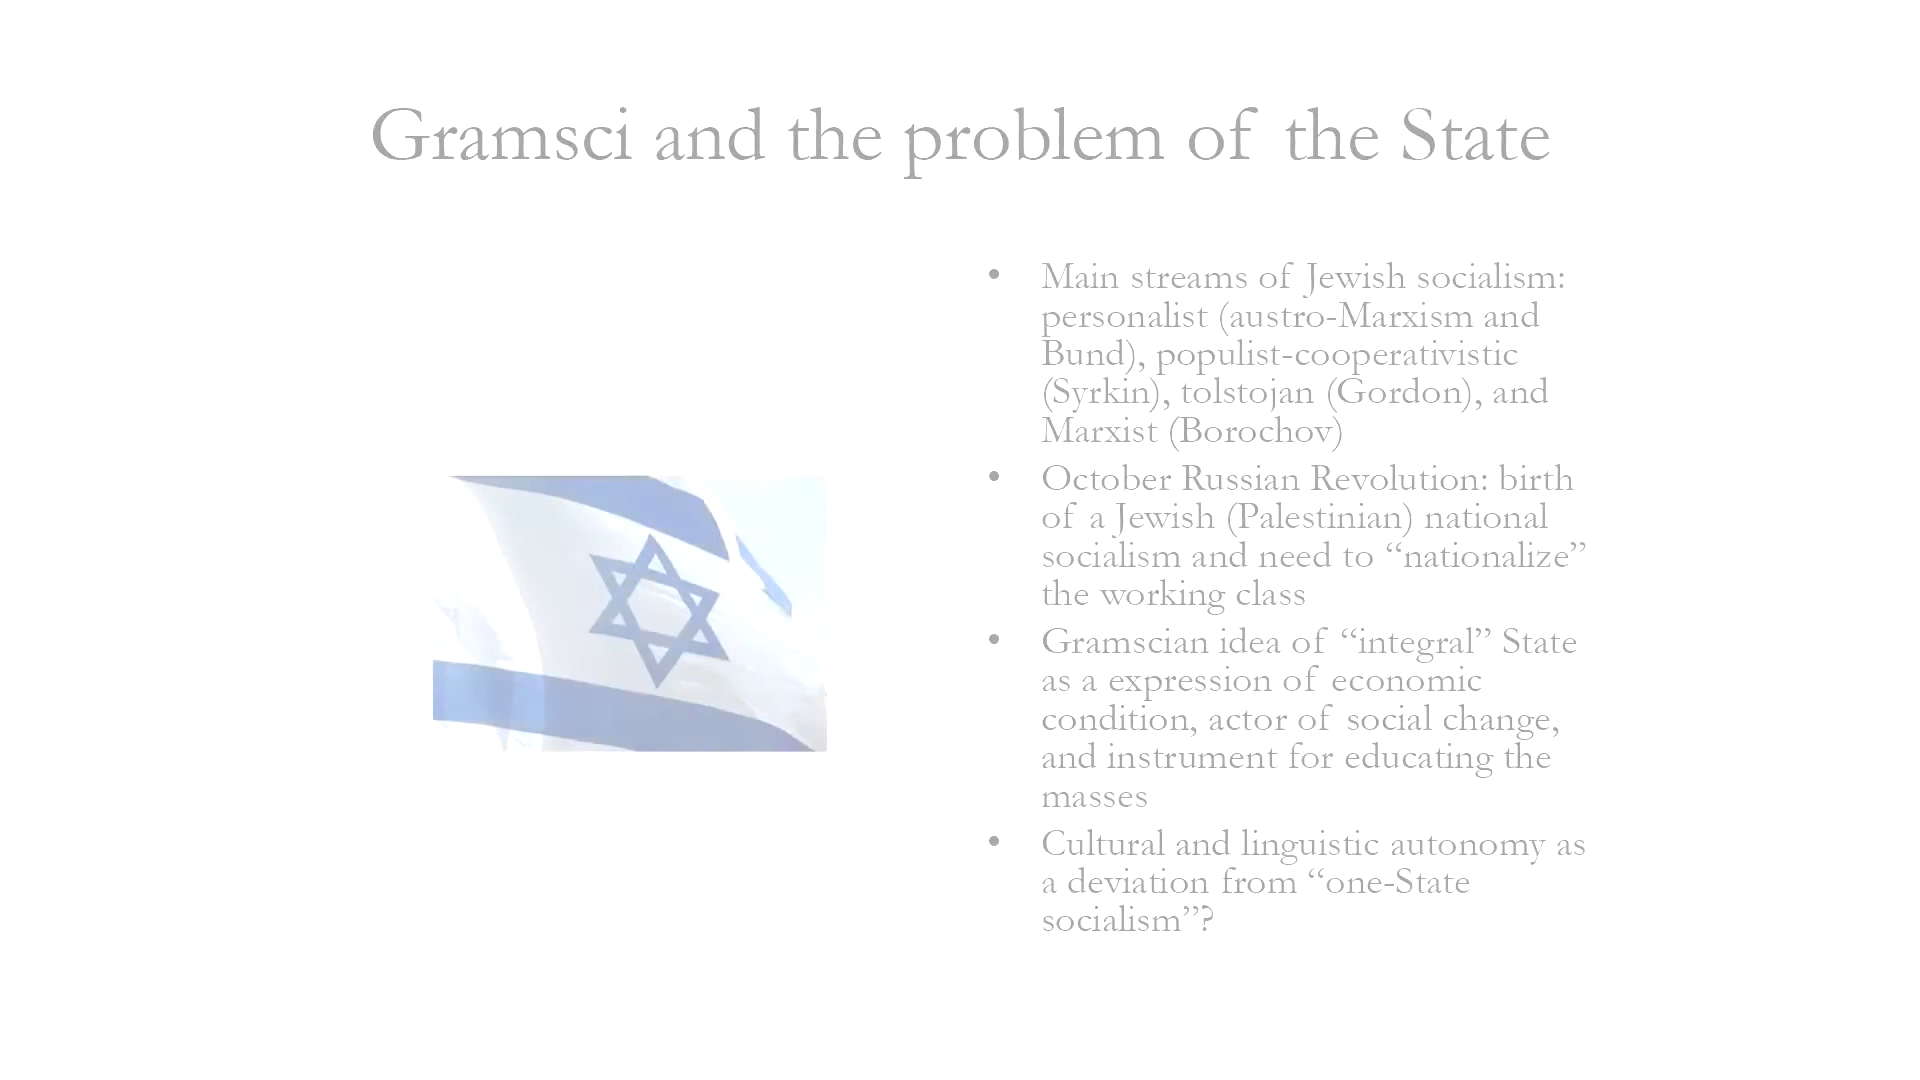 Gramsci and the problem of the State
• Main streams of Jewish socialism:
personalist (austro-Marxism and
Bund), populist-cooperativistic
(Syrkin), tolstojan (Gordon), and
Marxist (Borochov)
• October Russian Revolution: birth
of a Jewish (Palestinian) national
socialism and need to “nationalize”
the working class
• Gramscian idea of “integral” State
as a expression of economic
condition, actor of social change,
and instrument for educating the
masses
• Cultural and linguistic autonomy as
a deviation from “one-State
socialism”?